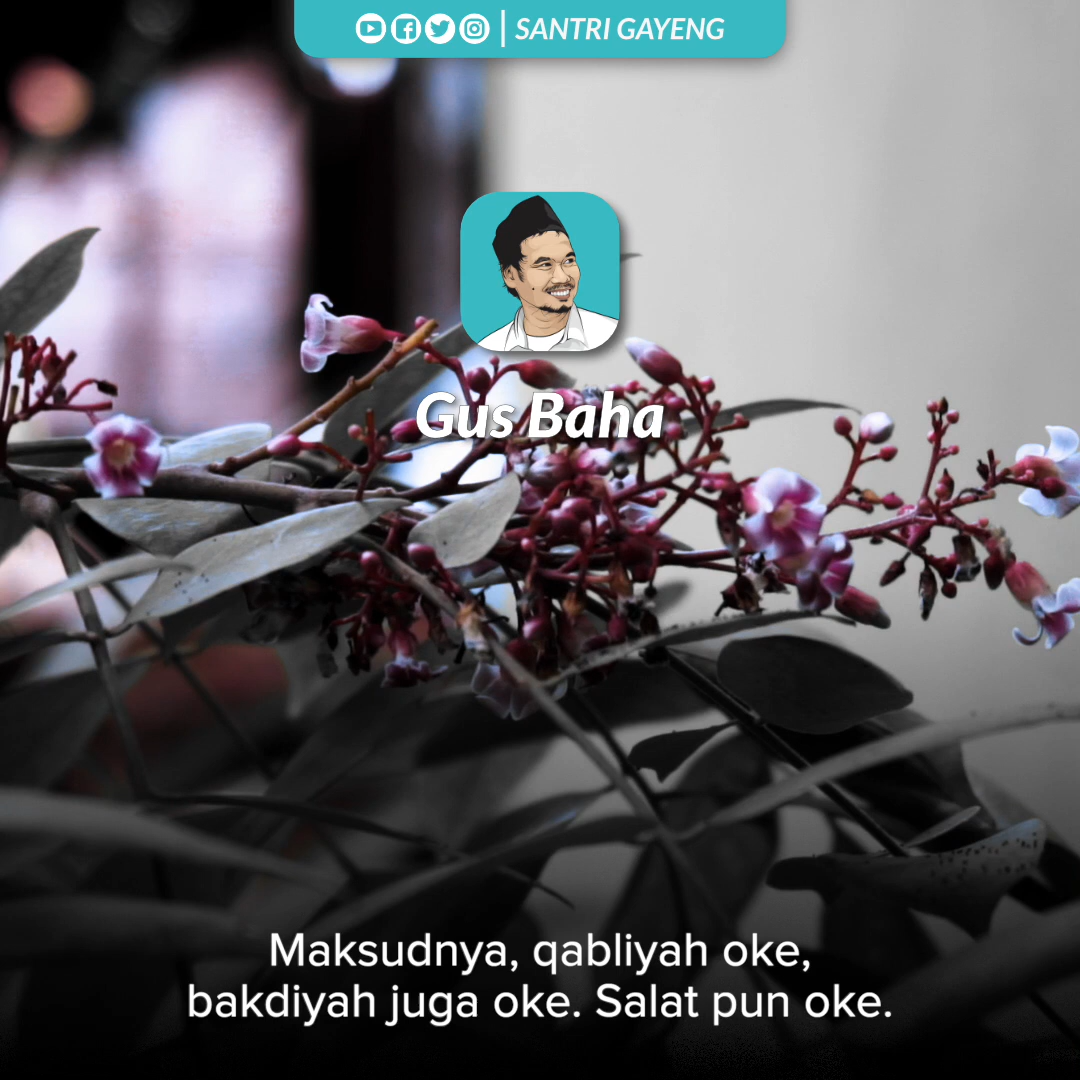 SANTRI GAYENG
Gus Baha
Maksudnya, qabliyah oke,
bakdiyah juga oke. Salat pun oke.